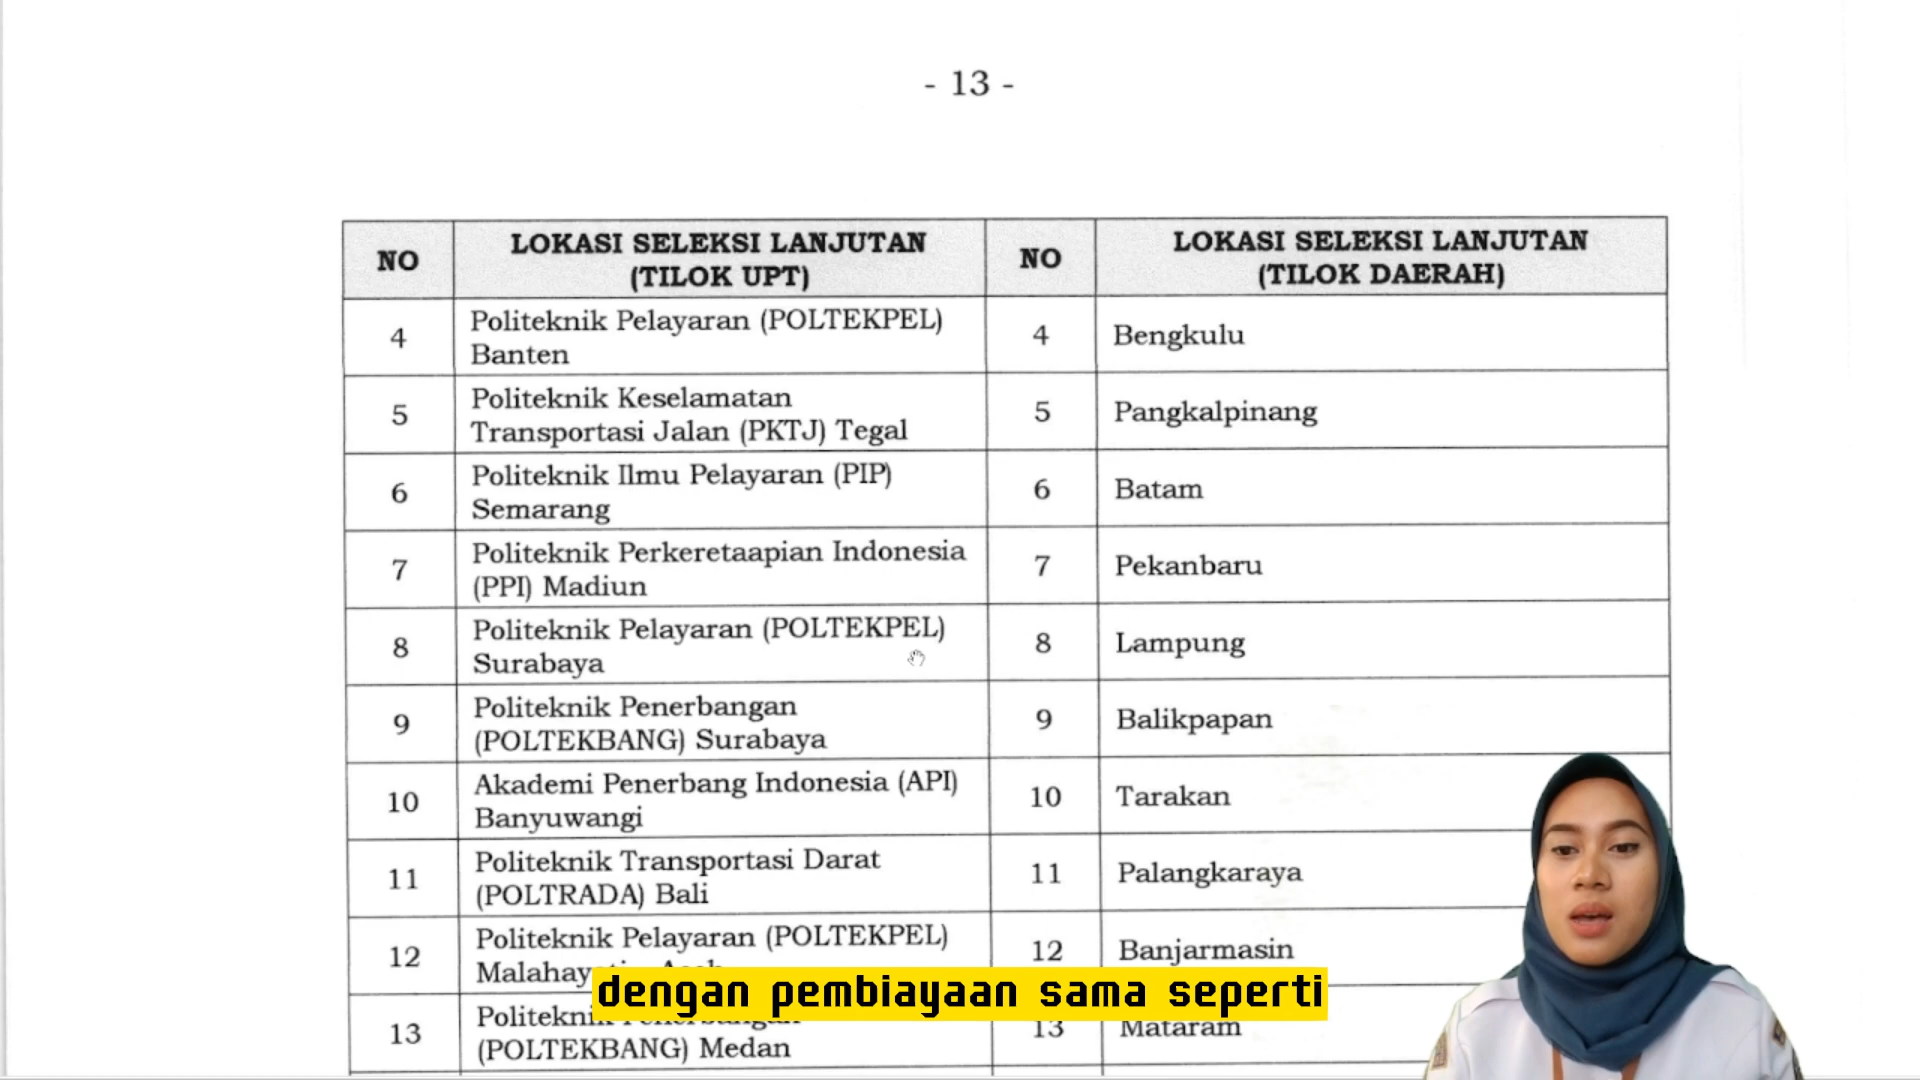 - 13 -
NO LOKASI SELEKSI LANJUTAN (TILOK UPT) NO LOKASI SELEKSI LANJUTAN (TILOK DAERAH)
4 Politeknik Pelayaran (POLTEKPEL) Banten 4 Bengkulu
5 Politeknik Keselamatan Transportasi Jalan (PKTJ) Tegal 5 Pangkalpinang
6 Politeknik Ilmu Pelayaran (PIP) Semarang 6 Batam
7 Politeknik Perkeretaapian Indonesia (PPI) Madiun 7 Pekanbaru
8 Politeknik Pelayaran (POLTEKPEL) Surabaya 8 Lampung
9 Politeknik Penerbangan (POLTEKBANG) Surabaya 9 Balikpapan
10 Akademi Penerbang Indonesia (API) Banyuwangi 10 Tarakan
11 Politeknik Transportasi Darat (POLTRADA) Bali 11 Palangkaraya
12 Politeknik Pelayaran (POLTEKPEL) 12 Banjarmasin
13 (POLTEKBANG) Medan 13 Mataram
dengan pembiayaan sama seperti